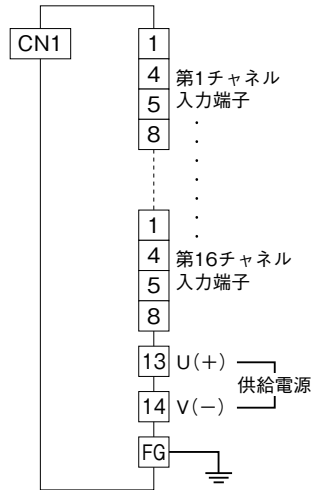 CN1
1
4
第1チャネル
5
入力端子
8
1
4
第16チャネル
5
入力端子
8
13 U(+)
供給電源
14 V(−)
FG